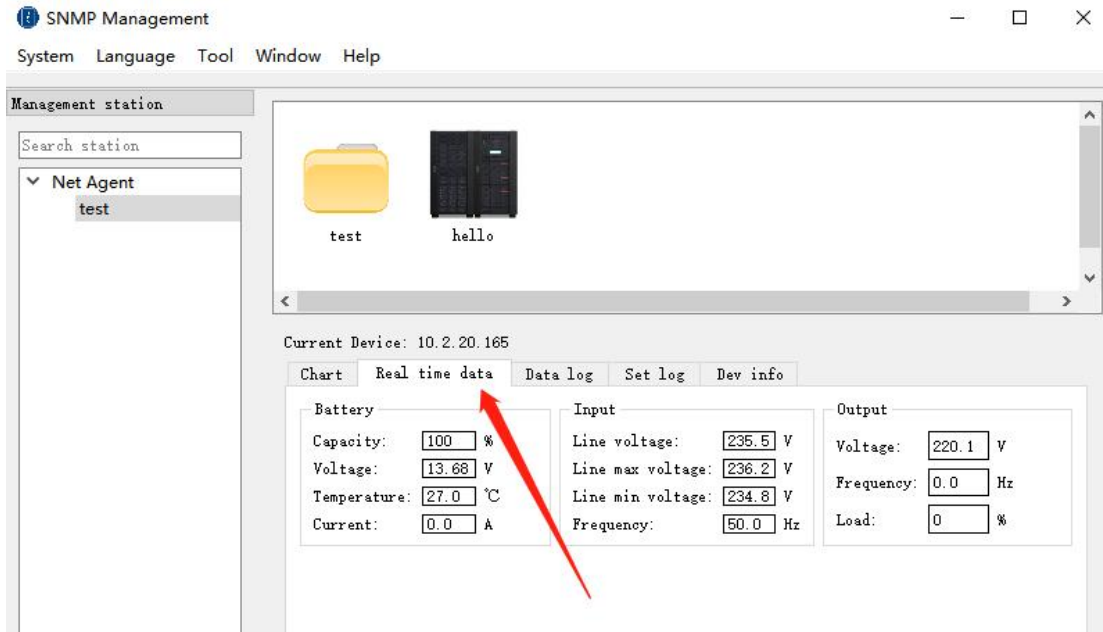 SNMP Management
System Language Tool Window Help
Management station
Search station
Net Agent
test
test hello
Current Device: 10.2.20.165
Chart Real time data Data log Set log Dev info
Battery
Capacity: 100 %
Voltage: 13.68 V
Temperature: 27.0 ℃
Current: 0.0 A
Input
Line voltage: 235.5 V
Line max voltage: 236.2 V
Line min voltage: 234.8 V
Frequency: 50.0 Hz
Output
Voltage: 220.1 V
Frequency: 0.0 Hz
Load: 0 %